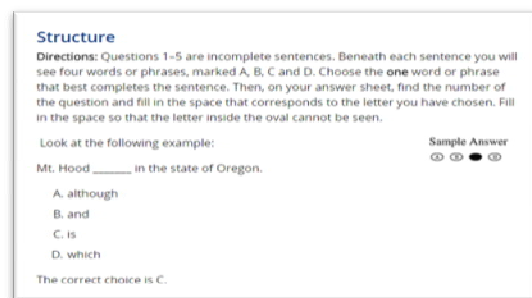 Structure
Directions: Questions 1–5 are incomplete sentences. Beneath each sentence you will
see four words or phrases, marked A, B, C and D. Choose the one word or phrase
that best completes the sentence. Then, on your answer sheet, find the number of
the question and fill in the space that corresponds to the letter you have chosen. Fill
in the space so that the letter inside the oval cannot be seen.
Look at the following example:
Sample Answer
Mt. Hood ______ in the state of Oregon.
A. although
B. and
C. is
D. which
The correct choice is C.